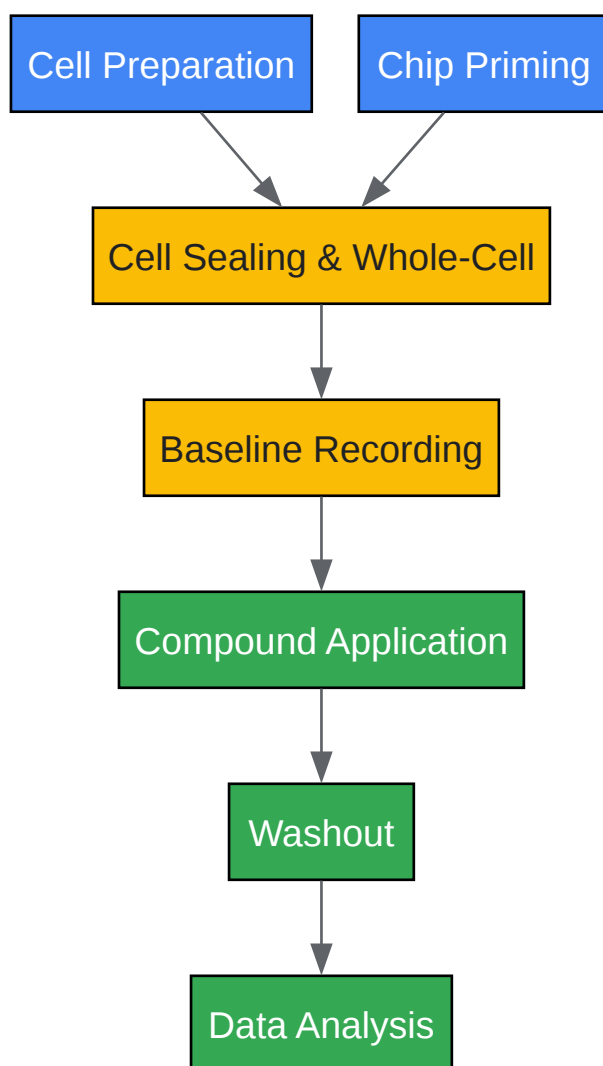 Cell Preparation
Chip Priming
Cell Sealing & Whole-Cell
Baseline Recording
Compound Application
Washout
Data Analysis